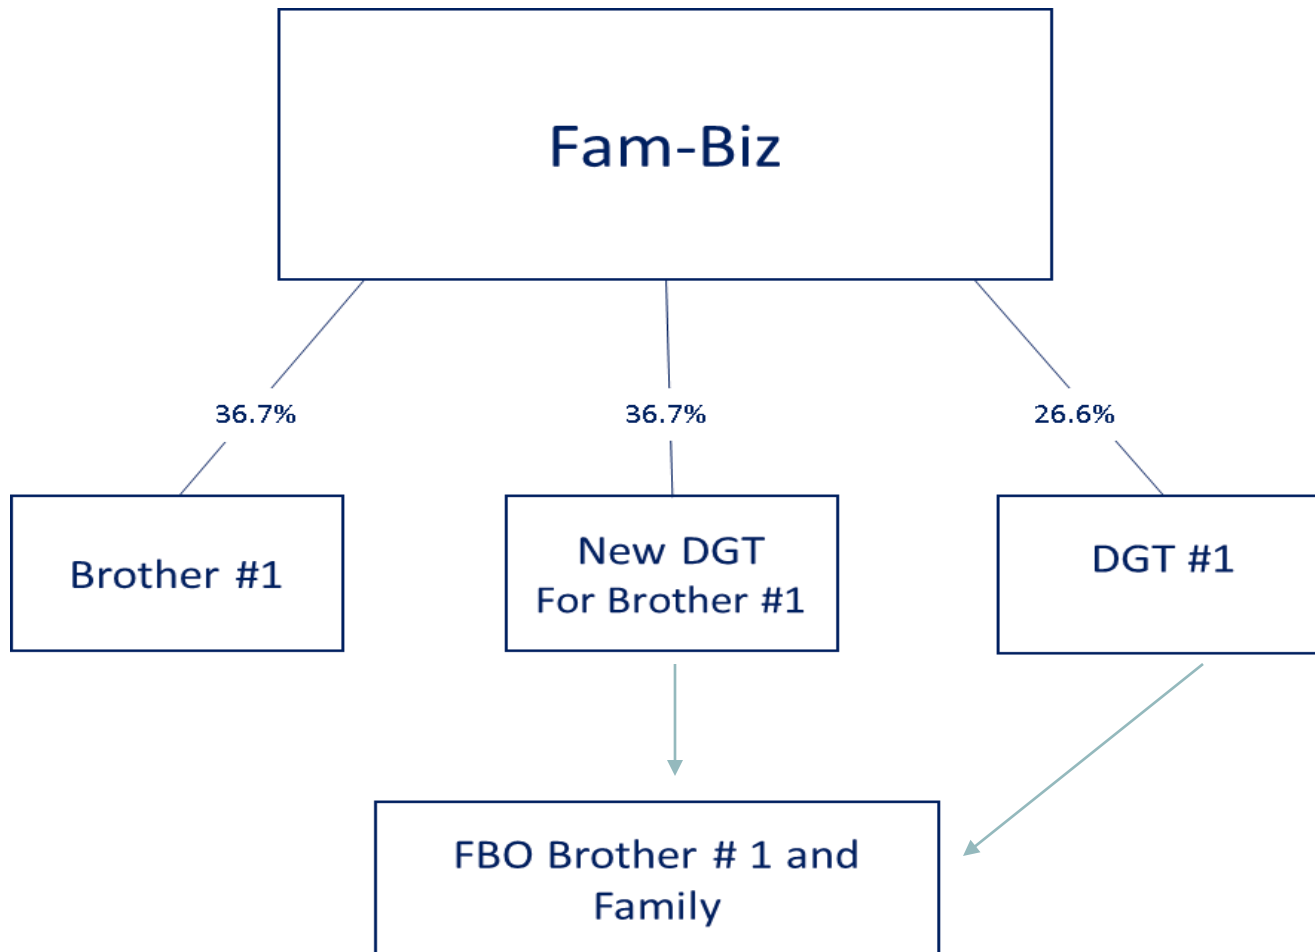 Fam-Biz
36.7%
36.7%
26.6%
Brother #1
New DGT
For Brother #1
DGT #1
FBO Brother # 1 and
Family